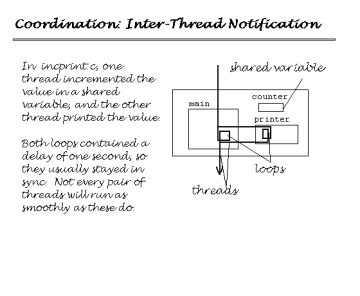 Coordination: Inter-Thread Notification
In incprint.c, one
thread incremented the
value in a shared
variable, and the other
thread printed the value.
Both loops contained a
delay of one second, so
they usually stayed in
sync. Not every pair of
threads will run as
smoothly as these do.
shared variable
counter
main
printer
loops
threads